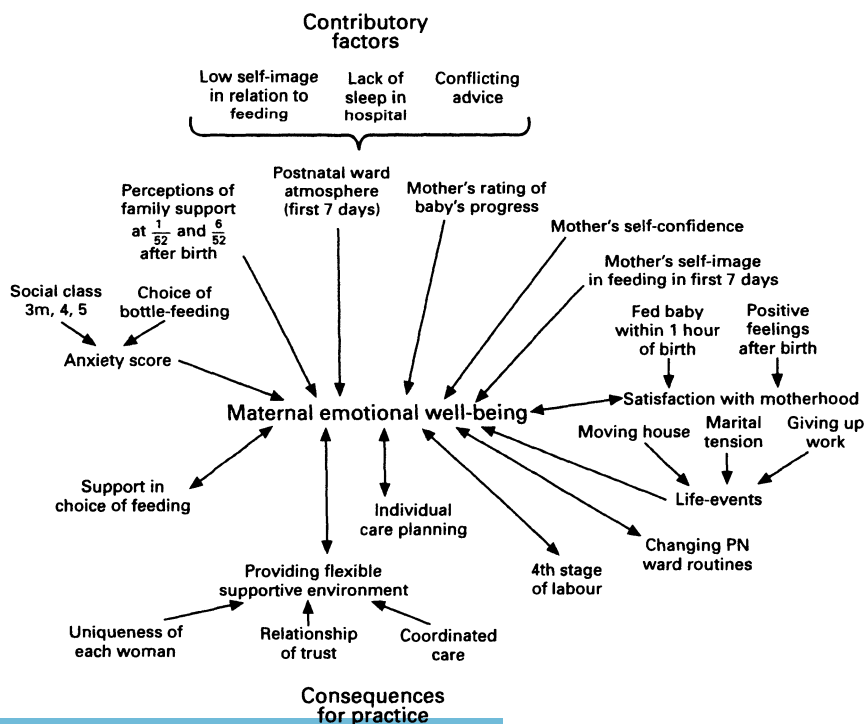 Contributory
factors
Low self-image
in relation to
feeding
Lack of
sleep in
hospital
Conflicting
advice
Postnatal ward
atmosphere
(first 7 days)
Perceptions of
family support
at 1/52 and 6/52
after birth
Mother's rating of
baby's progress
Mother's self-confidence
Mother's self-image
in feeding in first 7 days
Social class
3m, 4, 5
Choice of
bottle-feeding
Anxiety score
Fed baby
within 1 hour
of birth
Positive
feelings
after birth
Satisfaction with motherhood
Maternal emotional well-being
Moving house
Marital
tension
Giving up
work
Life-events
Support in
choice of feeding
Individual
care planning
Changing PN
ward routines
4th stage
of labour
Providing flexible
supportive environment
Uniqueness of
each woman
Relationship
of trust
Coordinated
care
Consequences
for practice